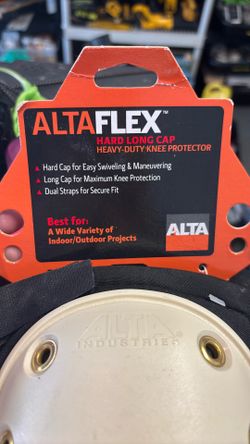 ALTAFLEX™
HARD LONG CAP
HEAVY-DUTY KNEE PROTECTOR
▲ Hard Cap for Easy Swiveling & Maneuvering
▲ Long Cap for Maximum Knee Protection
▲ Dual Straps for Secure Fit
Best for:
A Wide Variety of
Indoor/Outdoor Projects
ALTA
ALTA
INDUSTRIES